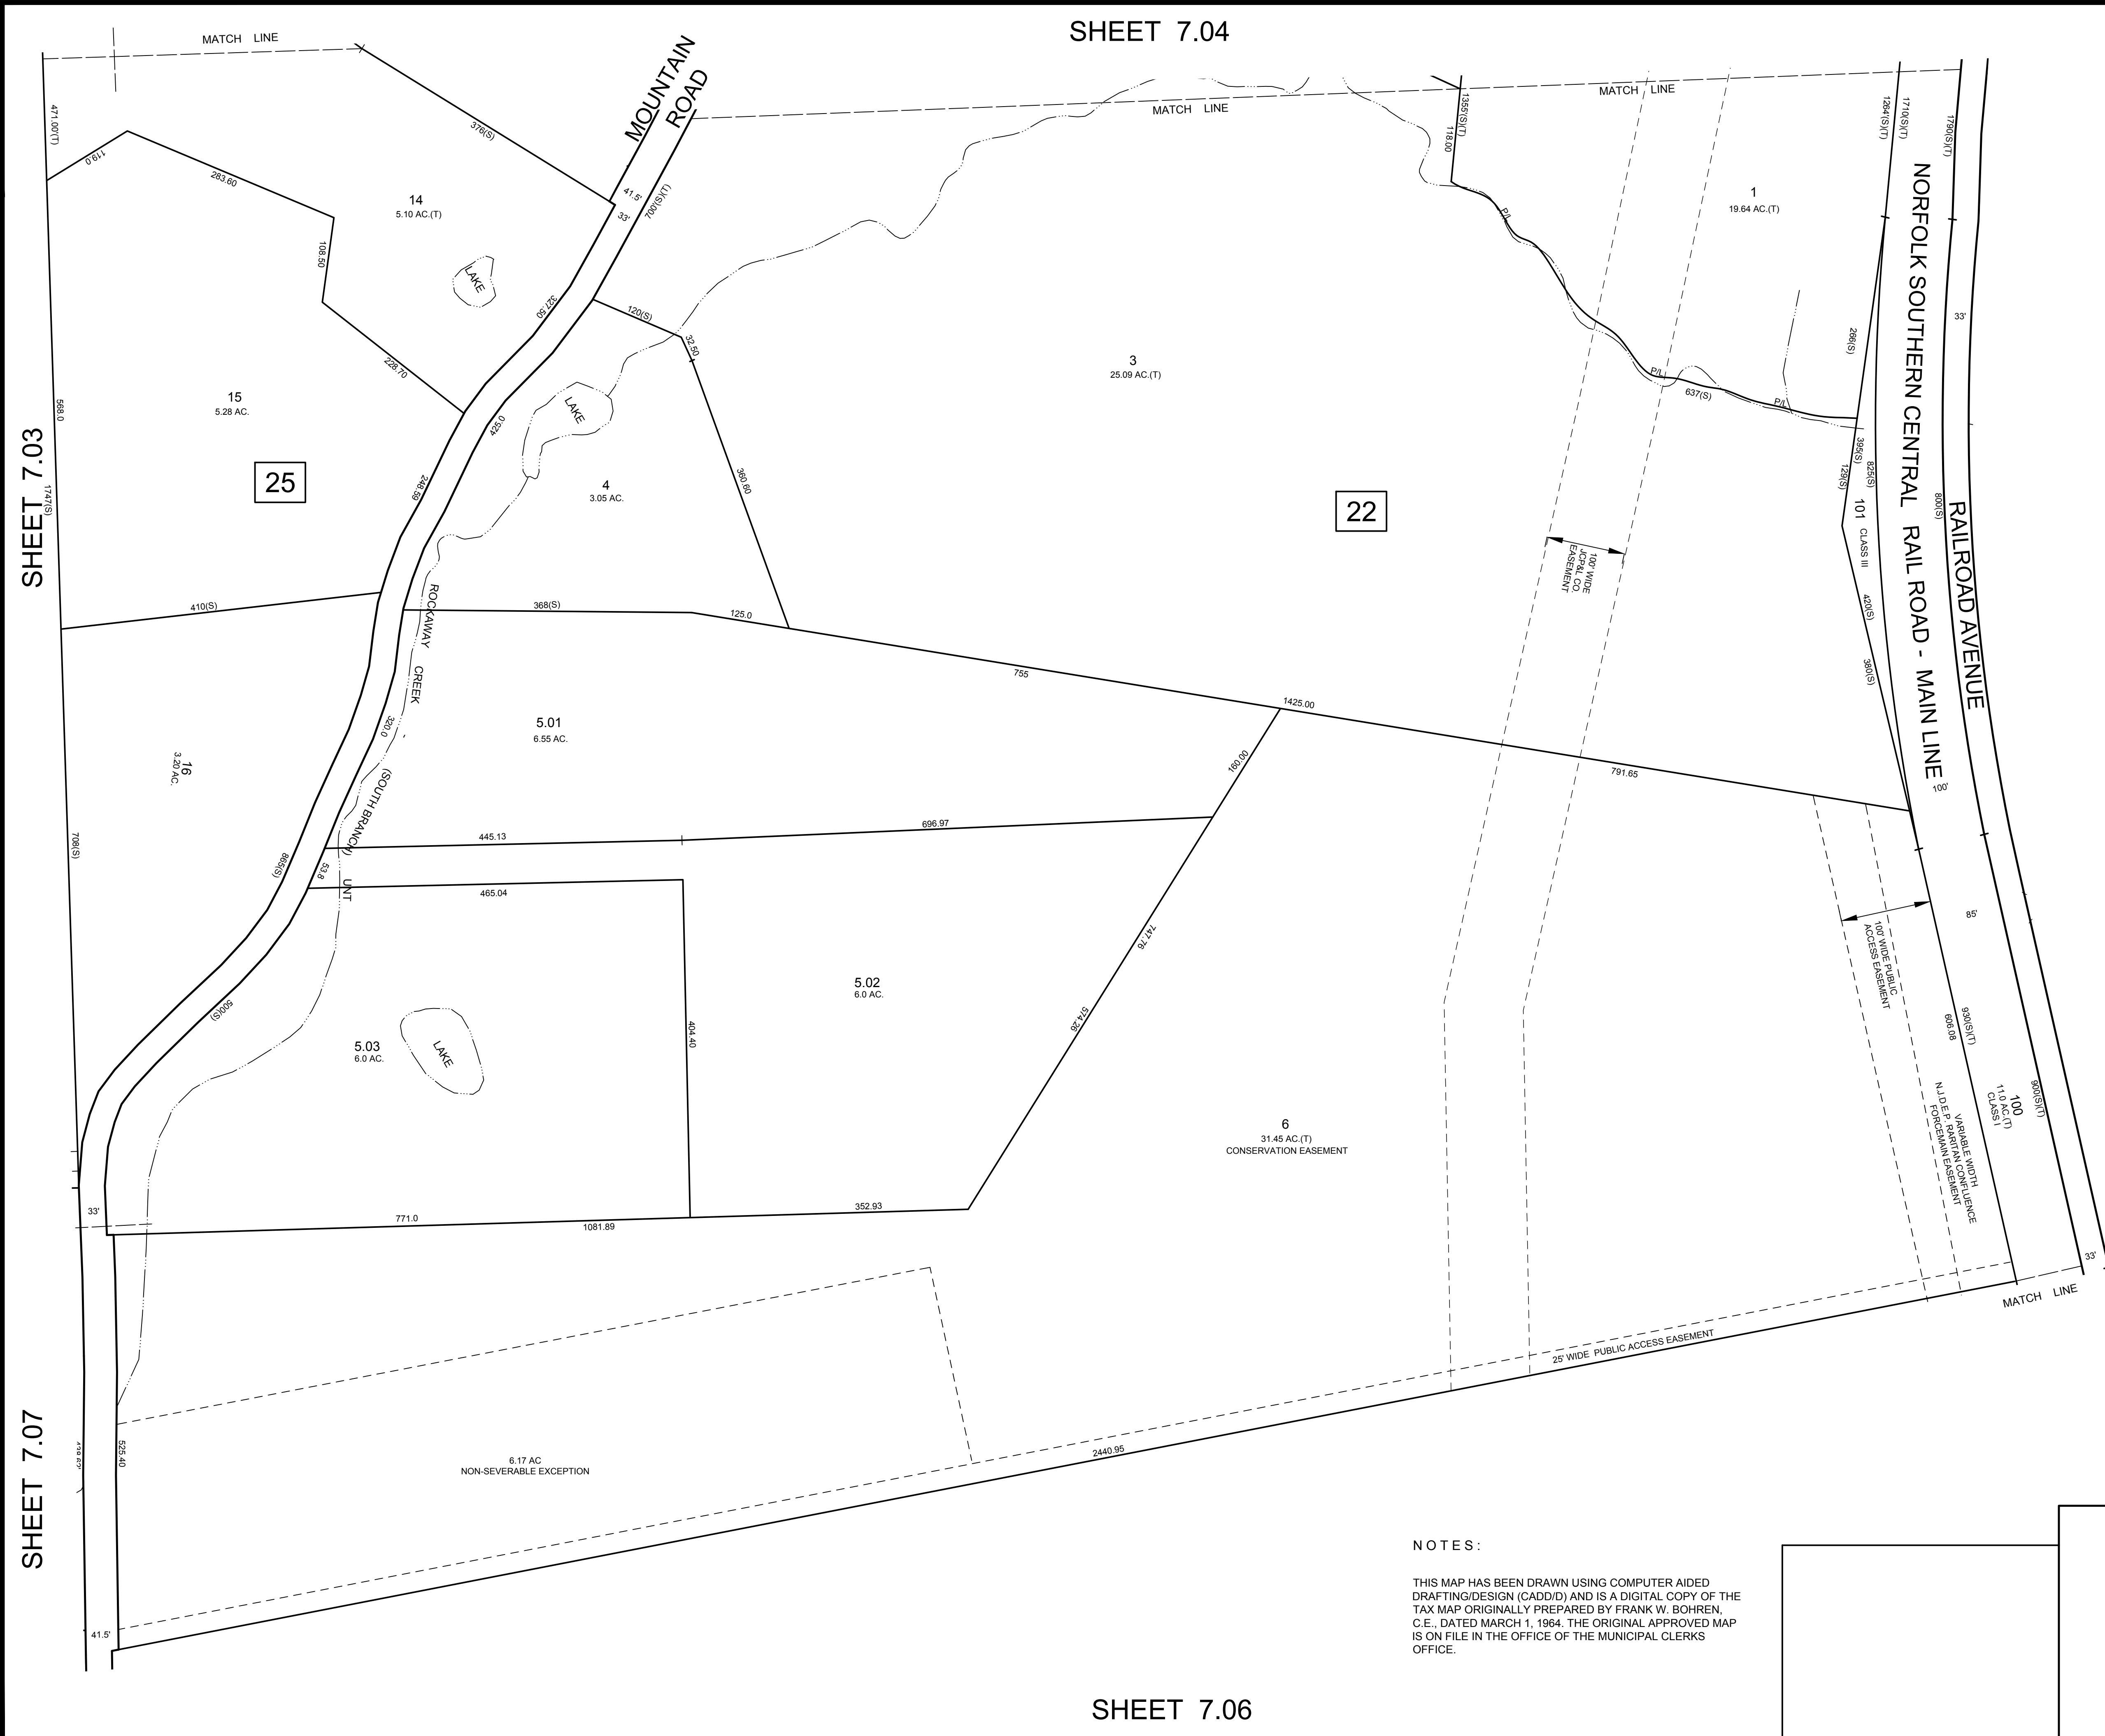 SHEET 7.04
MATCH LINE
MOUNTAIN
ROAD
MATCH LINE
MATCH LINE
471.00'(T)
119.0
283.60
376(S)
14
5.10 AC.(T)
41.5'
33'
700'(S)(T)
108.50
LAKE
327.50
228.70
120(S)
32.50
1355'(S)(T)
118.00
P/L
1
19.64 AC.(T)
1264'(S)(T)
1710(S)(T)
1790(S)(T)
NORFOLK SOUTHERN CENTRAL RAIL ROAD - MAIN LINE
33'
266(S)
3
25.09 AC.(T)
P/L
637(S)
P/L
15
5.28 AC.
568.0
SHEET 7.03
1747(S)
25
425.0
248.59
LAKE
4
3.05 AC.
360.60
22
395(S)
129(S)
825(S)
101 CLASS III
800(S)
RAILROAD AVENUE
100' WIDE
JCP&L CO.
EASEMENT
420(S)
380(S)
410(S)
ROCKAWAY CREEK
(SOUTH BRANCH)
UNT
368(S)
125.0
755
1425.00
791.65
100'
5.01
6.55 AC.
320.0
16
3.20 AC.
160.00
708(S)
865(S)
53.8
445.13
696.97
465.04
85'
100' WIDE PUBLIC
ACCESS EASEMENT
747.76
574.26
5.02
6.0 AC.
500(S)
5.03
6.0 AC.
LAKE
404.40
930(S)(T)
606.08
100
11.0 AC.(T)
CLASS I
900(S)(T)
VARIABLE WIDTH
N.J.D.E.P. RARITAN CONFLUENCE
FORCEMAIN EASEMENT
6
31.45 AC.(T)
CONSERVATION EASEMENT
33'
771.0
1081.89
352.93
33'
MATCH LINE
25' WIDE PUBLIC ACCESS EASEMENT
SHEET 7.07
525.40
6.17 AC
NON-SEVERABLE EXCEPTION
2440.95
41.5'
NOTES:
THIS MAP HAS BEEN DRAWN USING COMPUTER AIDED
DRAFTING/DESIGN (CADD/D) AND IS A DIGITAL COPY OF THE
TAX MAP ORIGINALLY PREPARED BY FRANK W. BOHREN,
C.E., DATED MARCH 1, 1964. THE ORIGINAL APPROVED MAP
IS ON FILE IN THE OFFICE OF THE MUNICIPAL CLERKS
OFFICE.
SHEET 7.06